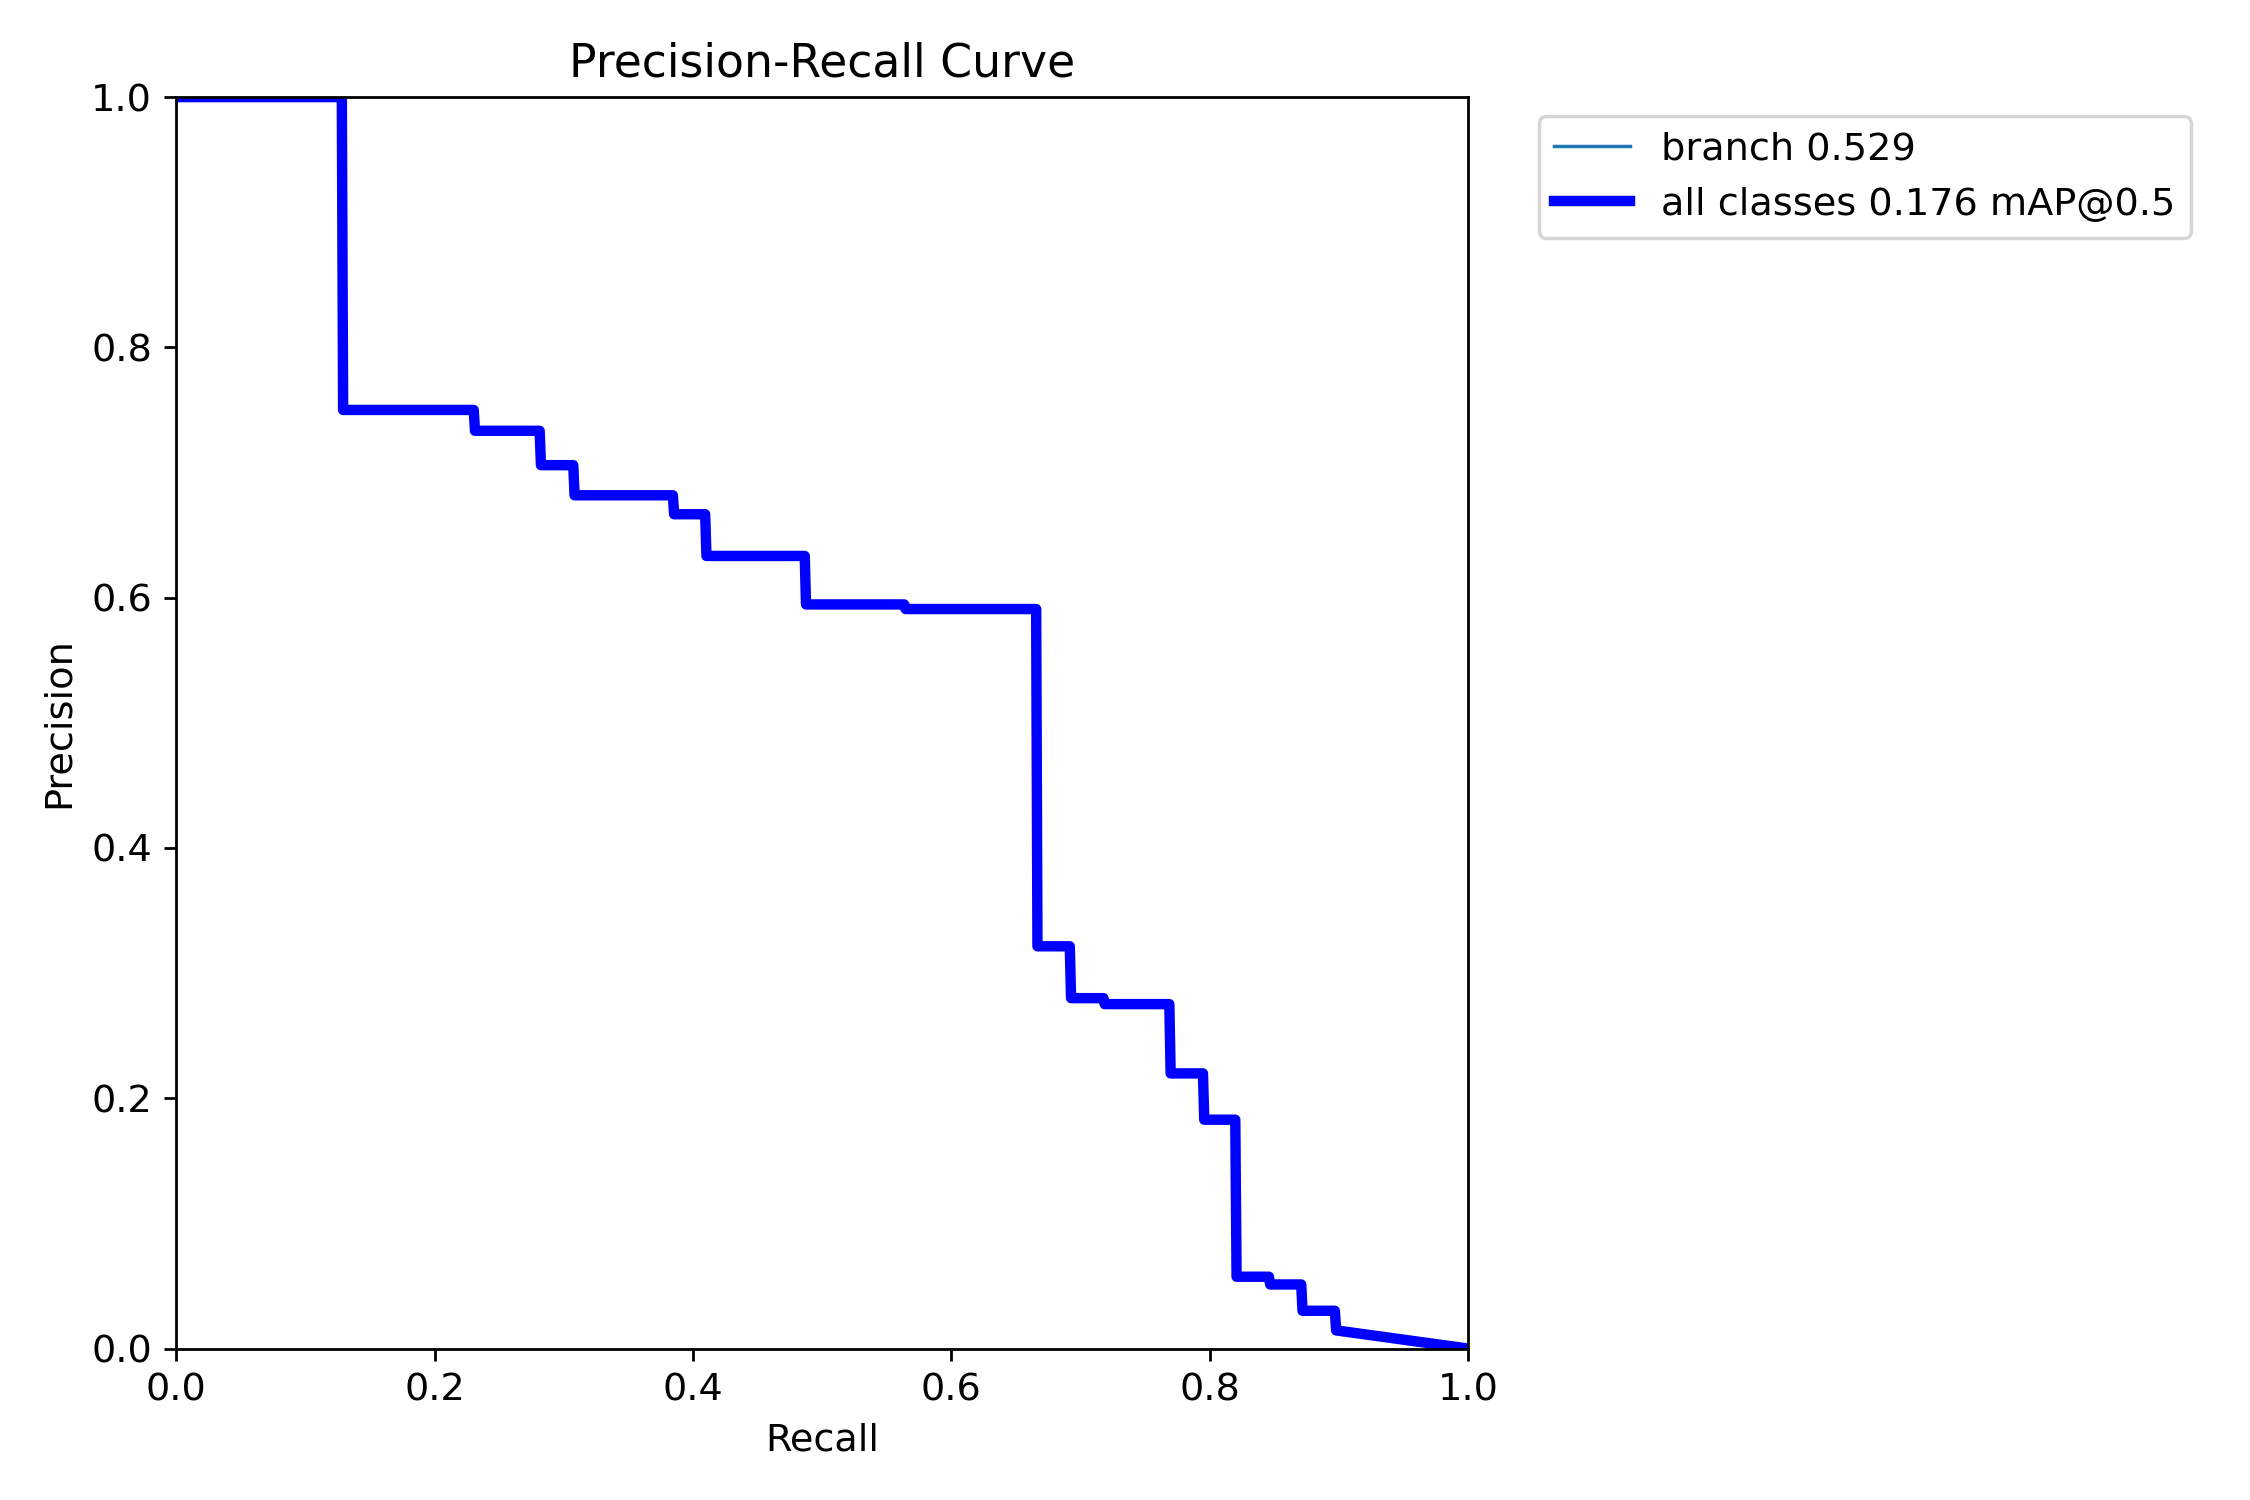 Precision-Recall Curve
branch 0.529
all classes 0.176 mAP@0.5
Precision
1.0
0.8
0.6
0.4
0.2
0.0
0.0 0.2 0.4 0.6 0.8 1.0
Recall